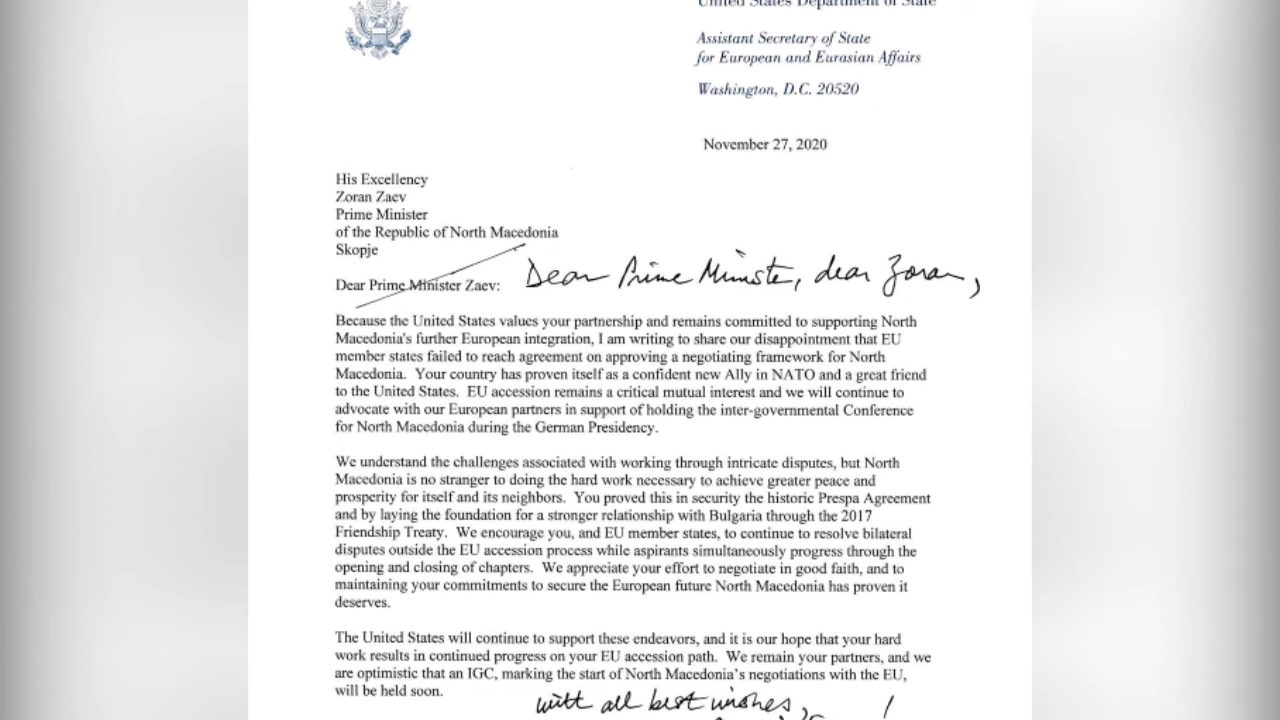 United States Department of State
Assistant Secretary of State
for European and Eurasian Affairs
Washington, D.C. 20520
November 27, 2020
His Excellency
Zoran Zaev
Prime Minister
of the Republic of North Macedonia
Skopje
Dear Prime Minister Zaev:
Dear Prime Minister, dear Zoran,
Because the United States values your partnership and remains committed to supporting North
Macedonia's further European integration, I am writing to share our disappointment that EU
member states failed to reach agreement on approving a negotiating framework for North
Macedonia. Your country has proven itself as a confident new Ally in NATO and a great friend
to the United States. EU accession remains a critical mutual interest and we will continue to
advocate with our European partners in support of holding the inter-governmental Conference
for North Macedonia during the German Presidency.
We understand the challenges associated with working through intricate disputes, but North
Macedonia is no stranger to doing the hard work necessary to achieve greater peace and
prosperity for itself and its neighbors. You proved this in security the historic Prespa Agreement
and by laying the foundation for a stronger relationship with Bulgaria through the 2017
Friendship Treaty. We encourage you, and EU member states, to continue to resolve bilateral
disputes outside the EU accession process while aspirants simultaneously progress through the
opening and closing of chapters. We appreciate your effort to negotiate in good faith, and to
maintaining your commitments to secure the European future North Macedonia has proven it
deserves.
The United States will continue to support these endeavors, and it is our hope that your hard
work results in continued progress on your EU accession path. We remain your partners, and we
are optimistic that an IGC, marking the start of North Macedonia's negotiations with the EU,
will be held soon.
with all best wishes,